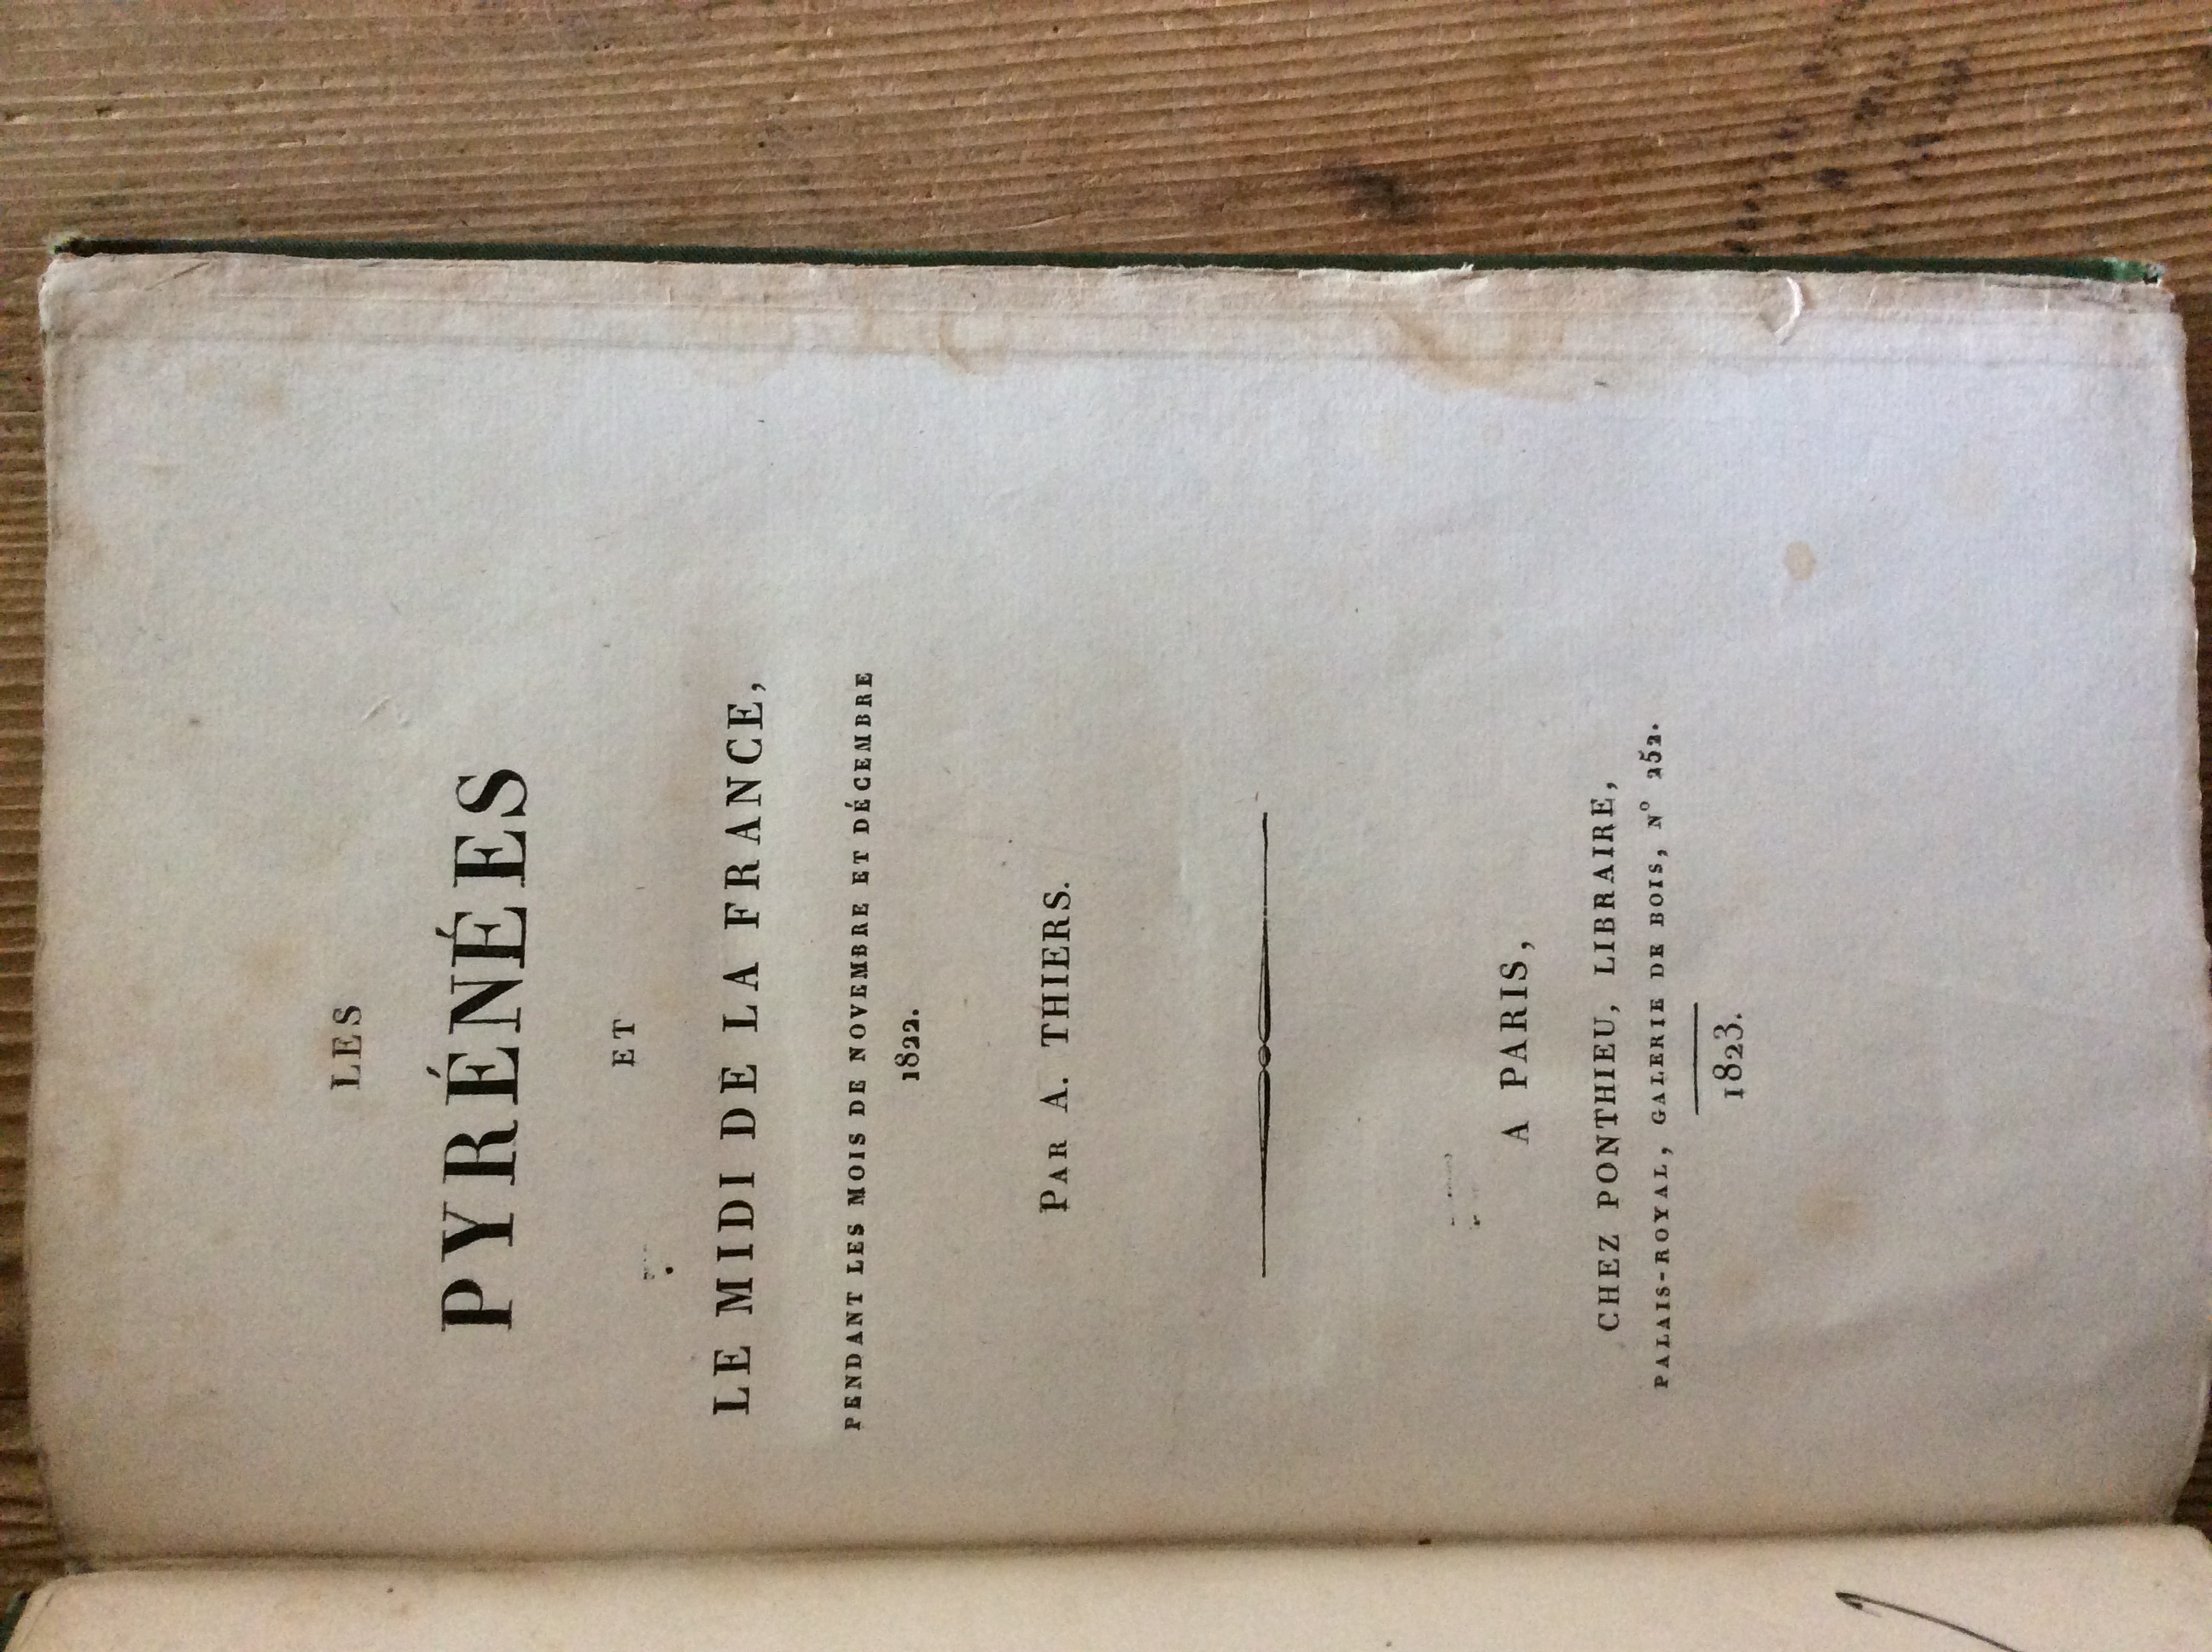 LES
PYRÉNÉES
ET
LE MIDI DE LA FRANCE,
PENDANT LES MOIS DE NOVEMBRE ET DÉCEMBRE
1822.
PAR A. THIERS.
A PARIS,
CHEZ PONTHIEU, LIBRAIRE,
PALAIS-ROYAL, GALERIE DE BOIS, N° 252.
1823.